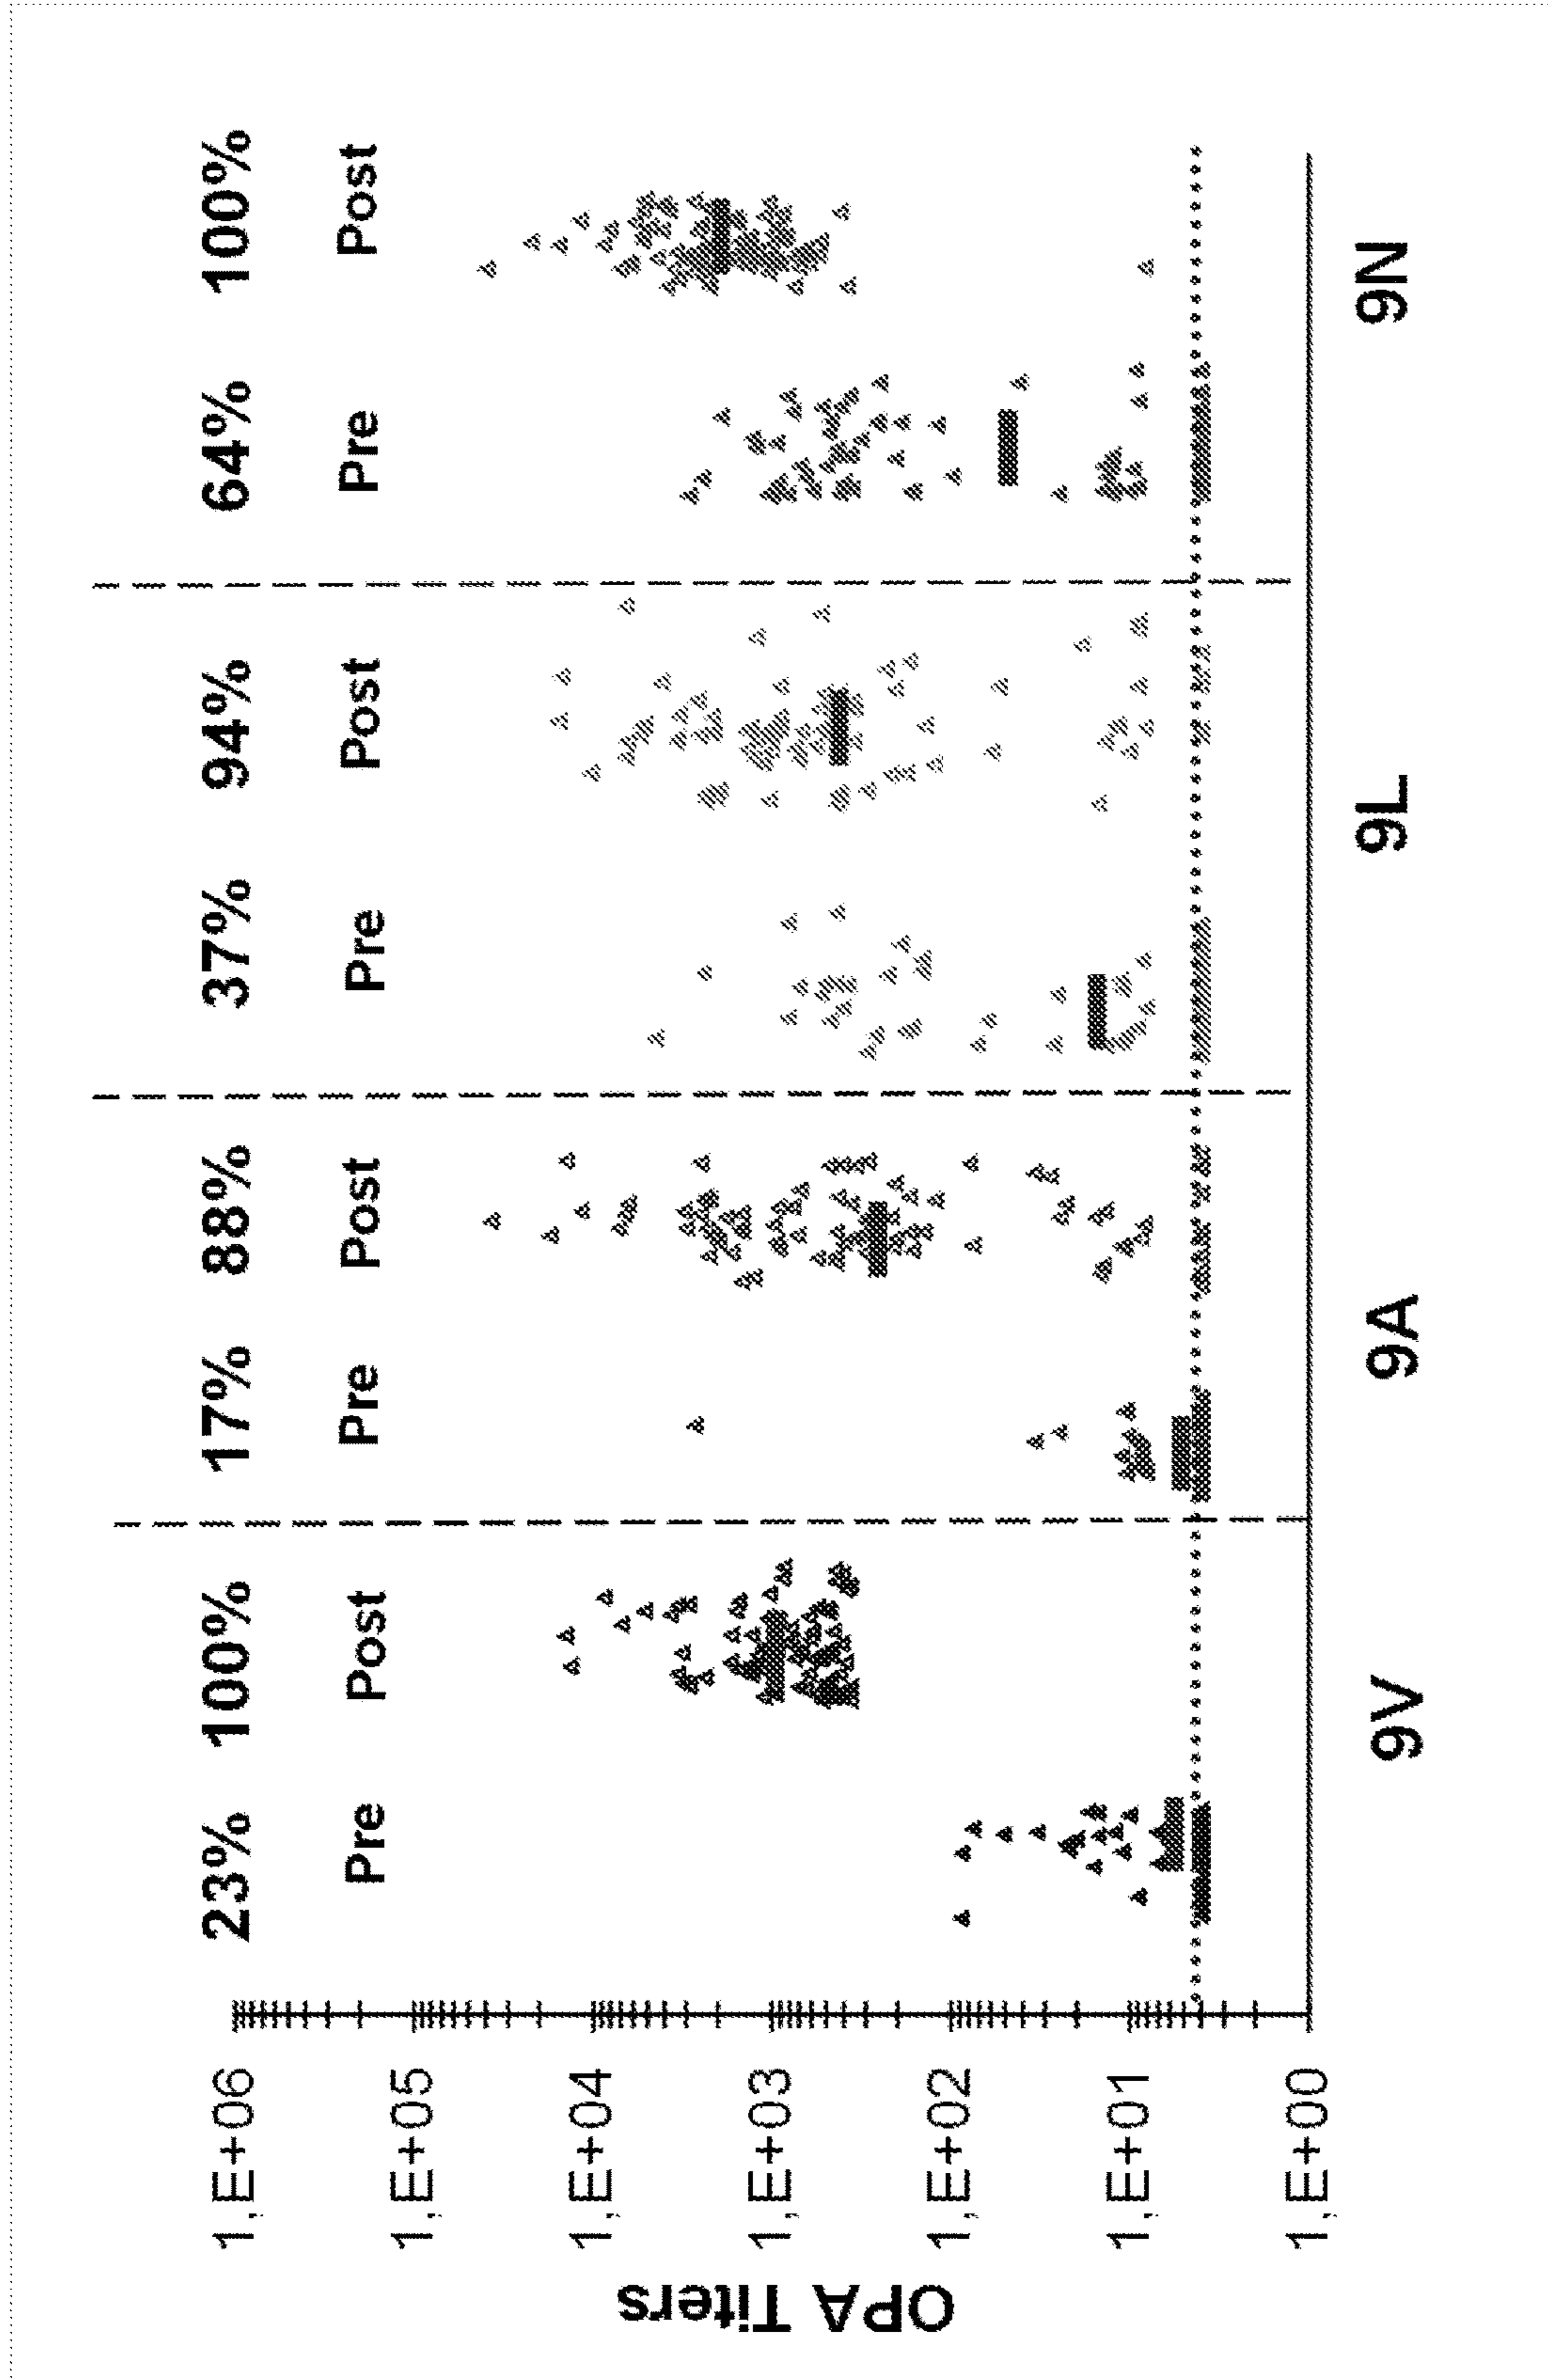 23% 100% 17% 88% 37% 94% 64% 100%
Pre Post Pre Post Pre Post Pre Post
1,E+06
1,E+05
1,E+04
1,E+03
1,E+02
1,E+01
1,E+00
OPA Titers
9V 9A 9L 9N